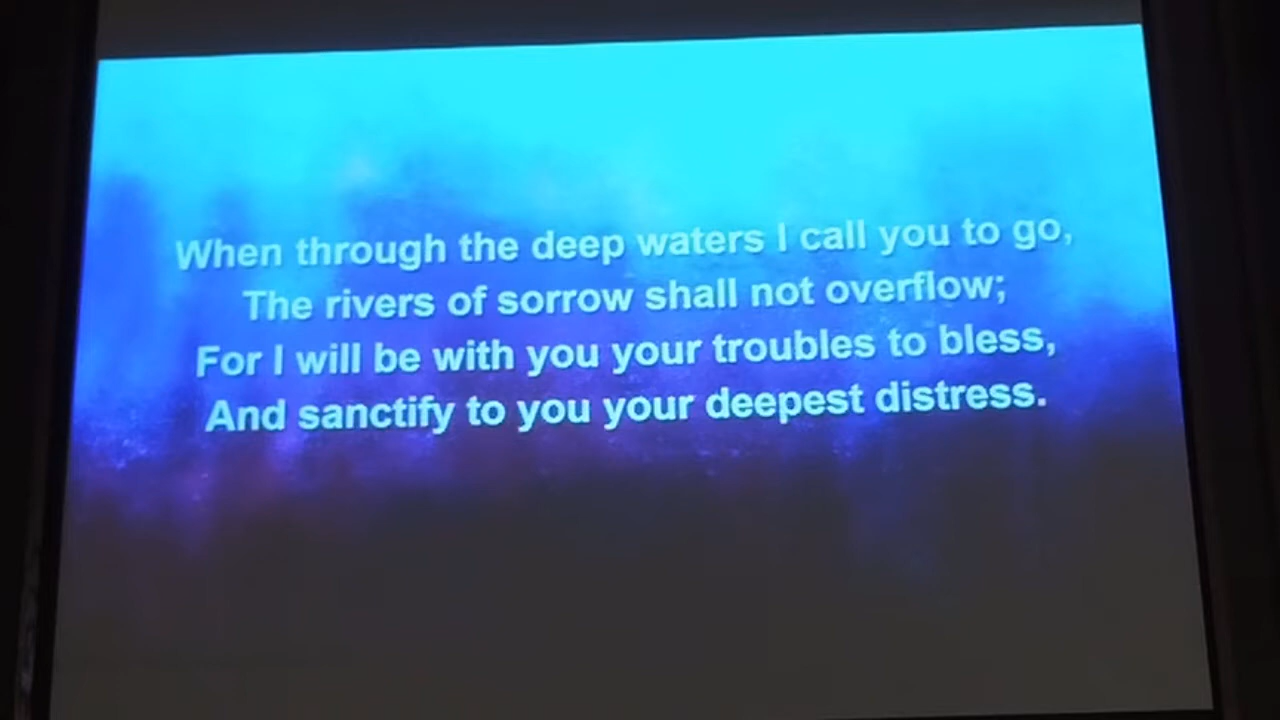 When through the deep waters I call you to go,
The rivers of sorrow shall not overflow;
For I will be with you your troubles to bless,
And sanctify to you your deepest distress.